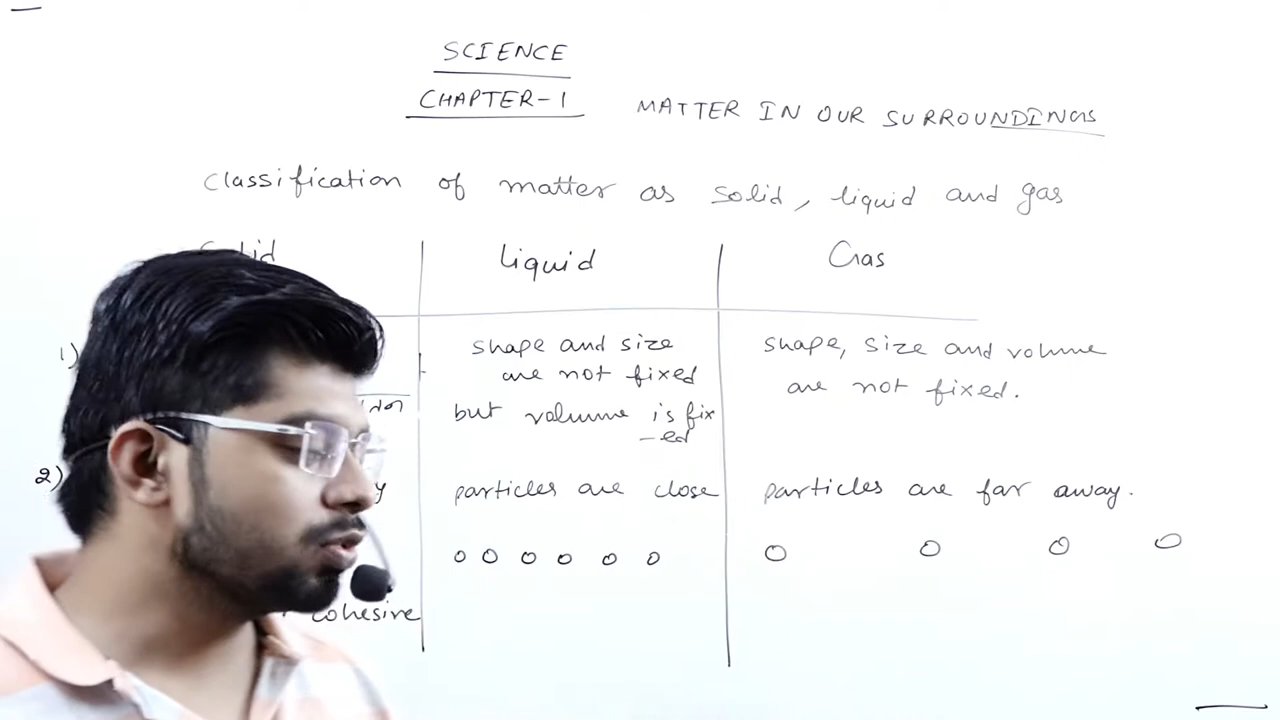 SCIENCE
CHAPTER-1 MATTER IN OUR SURROUNDINGS
Classification of matter as solid, liquid and gas
Solid liquid Gas
1) shape and size shape, size and volume
are not fixed are not fixed.
but volume is fix
-ed
2) particles are close particles are far away.
cohesive